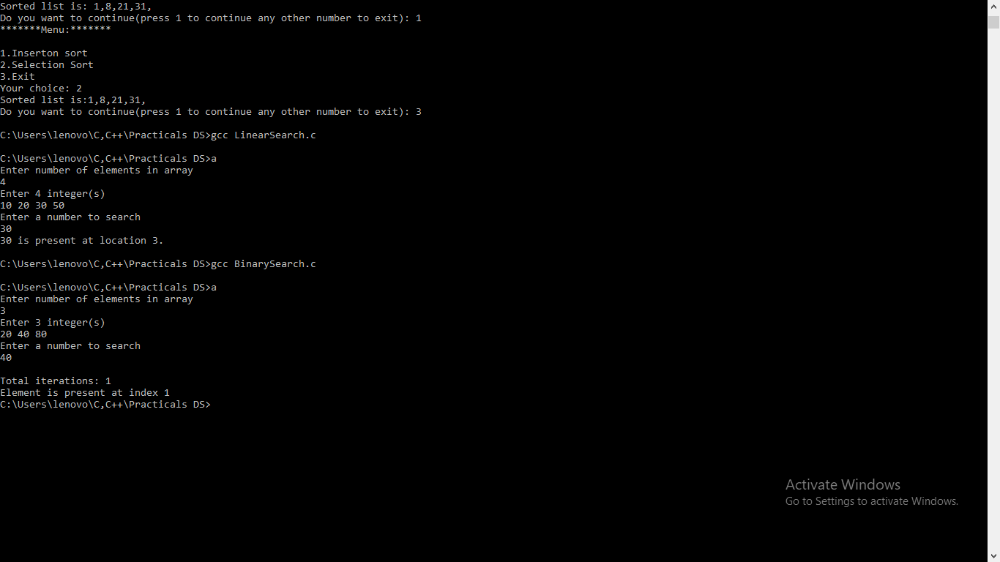 Sorted list is: 1,8,21,31,
Do you want to continue(press 1 to continue any other number to exit): 1
*******Menu:*******
1.Inserton sort
2.Selection Sort
3.Exit
Your choice: 2
Sorted list is:1,8,21,31,
Do you want to continue(press 1 to continue any other number to exit): 3
C:\Users\lenovo\C,C++\Practicals DS>gcc LinearSearch.c
C:\Users\lenovo\C,C++\Practicals DS>a
Enter number of elements in array
4
Enter 4 integer(s)
10 20 30 50
Enter a number to search
30
30 is present at location 3.
C:\Users\lenovo\C,C++\Practicals DS>gcc BinarySearch.c
C:\Users\lenovo\C,C++\Practicals DS>a
Enter number of elements in array
3
Enter 3 integer(s)
20 40 80
Enter a number to search
40
Total iterations: 1
Element is present at index 1
C:\Users\lenovo\C,C++\Practicals DS>
Activate Windows
Go to Settings to activate Windows.